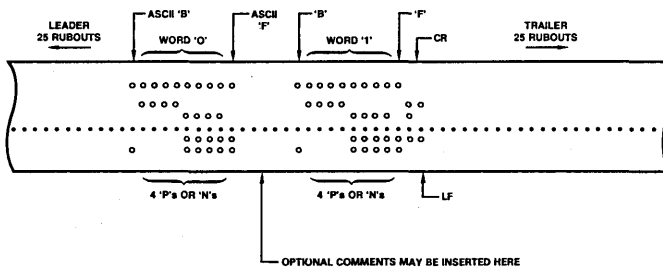 LEADER
25 RUBOUTS
ASCII 'B'
WORD '0'
ASCII
'F'
'B'
WORD '1'
'F'
CR
TRAILER
25 RUBOUTS
4 'P's OR 'N's
4 'P's OR 'N's
LF
OPTIONAL COMMENTS MAY BE INSERTED HERE